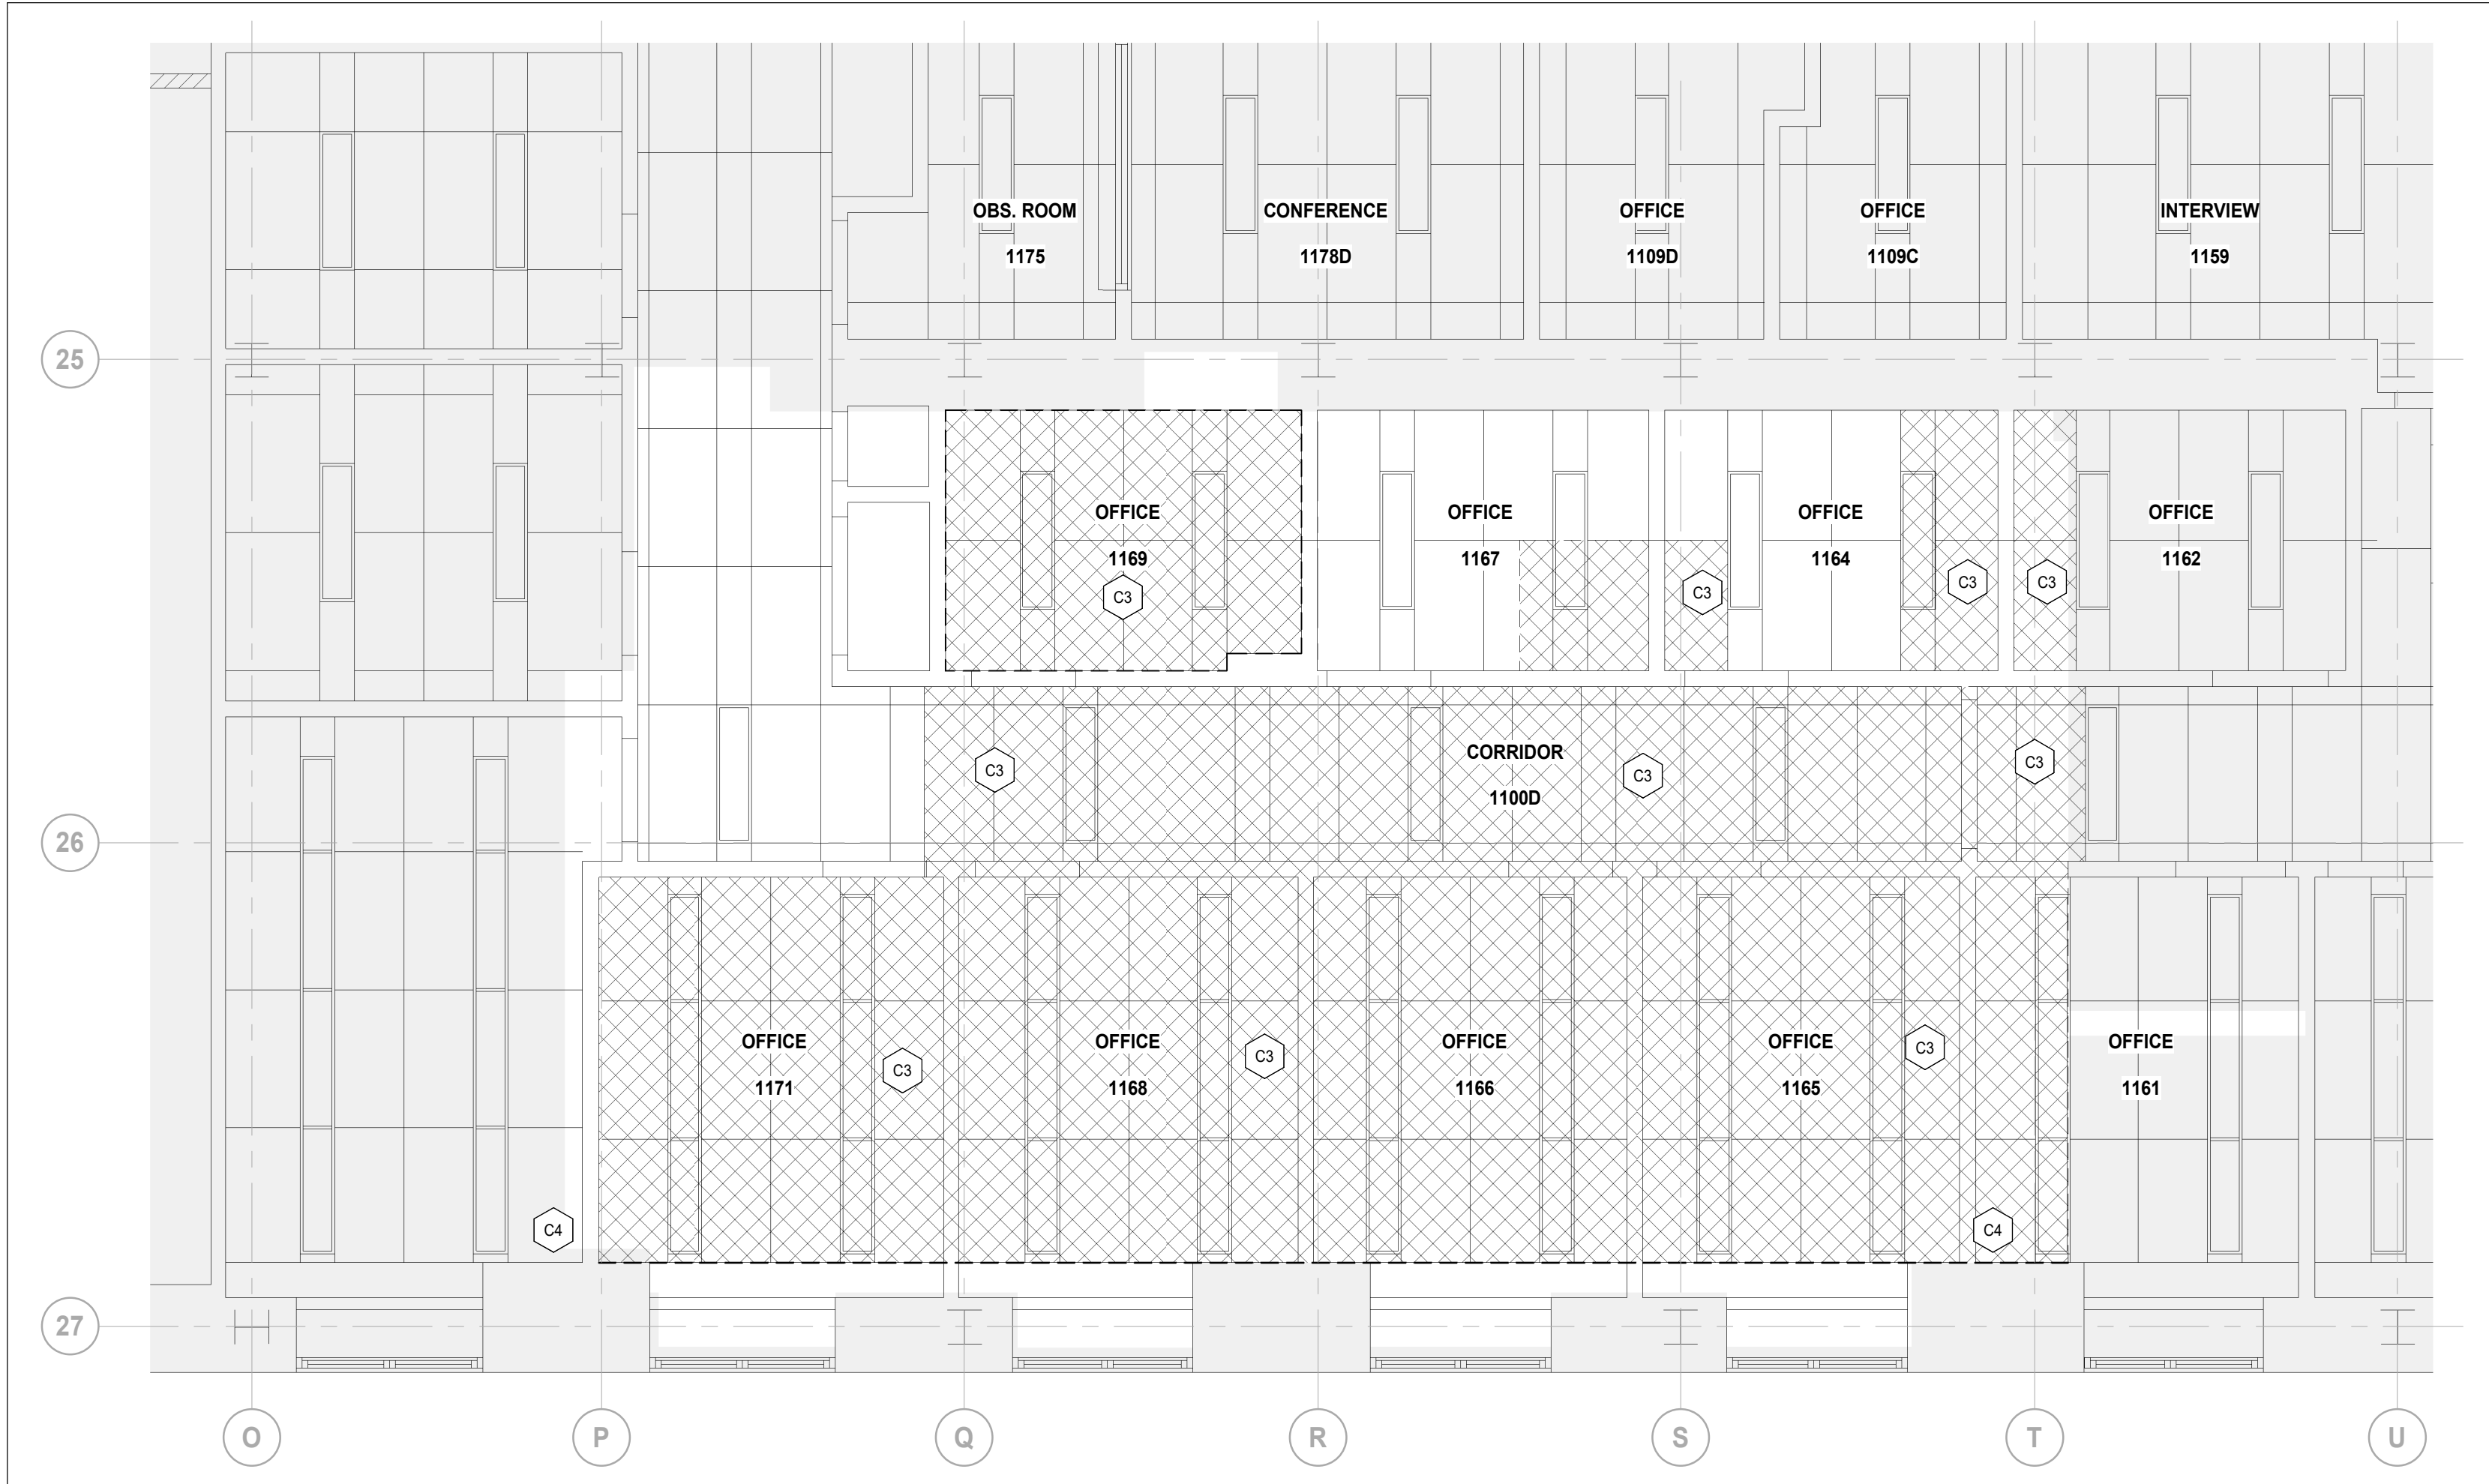 OBS. ROOM
1175
CONFERENCE
1178D
OFFICE
1109D
OFFICE
1109C
INTERVIEW
1159
25
OFFICE
1169
C3
OFFICE
1167
C3
OFFICE
1164
C3
C3
OFFICE
1162
C3
CORRIDOR
1100D
C3
C3
26
OFFICE
1171
C3
OFFICE
1168
C3
OFFICE
1166
OFFICE
1165
C3
OFFICE
1161
C4
C4
27
O
P
Q
R
S
T
U